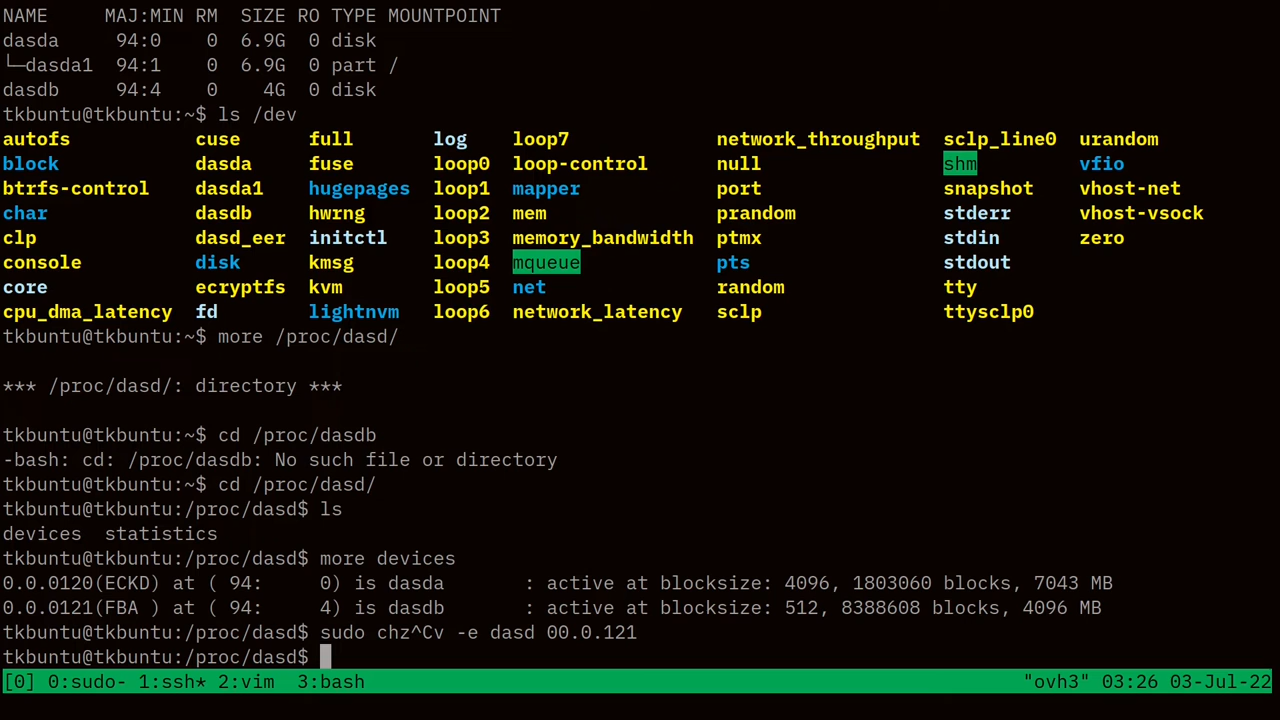 NAME     MAJ:MIN RM  SIZE RO TYPE MOUNTPOINT
dasda     94:0    0  6.9G  0 disk
└─dasda1  94:1    0  6.9G  0 part /
dasdb     94:4    0    4G  0 disk
tkbuntu@tkbuntu:~$ ls /dev
autofs cuse full log loop7 network_throughput sclp_line0 urandom
block dasda fuse loop0 loop-control null shm vfio
btrfs-control dasda1 hugepages loop1 mapper port snapshot vhost-net
char dasdb hwrng loop2 mem prandom stderr vhost-vsock
clp dasd_eer initctl loop3 memory_bandwidth ptmx stdin zero
console disk kmsg loop4 mqueue pts stdout
core ecryptfs kvm loop5 net random tty
cpu_dma_latency fd lightnvm loop6 network_latency sclp ttysclp0
tkbuntu@tkbuntu:~$ more /proc/dasd/
*** /proc/dasd/: directory ***
tkbuntu@tkbuntu:~$ cd /proc/dasdb
-bash: cd: /proc/dasdb: No such file or directory
tkbuntu@tkbuntu:~$ cd /proc/dasd/
tkbuntu@tkbuntu:/proc/dasd$ ls
devices  statistics
tkbuntu@tkbuntu:/proc/dasd$ more devices
0.0.0120(ECKD) at ( 94:     0) is dasda       : active at blocksize: 4096, 1803060 blocks, 7043 MB
0.0.0121(FBA ) at ( 94:     4) is dasdb       : active at blocksize: 512, 8388608 blocks, 4096 MB
tkbuntu@tkbuntu:/proc/dasd$ sudo chz^Cv -e dasd 00.0.121
tkbuntu@tkbuntu:/proc/dasd$
[0] 0:sudo- 1:ssh* 2:vim  3:bash "ovh3" 03:26 03-Jul-22